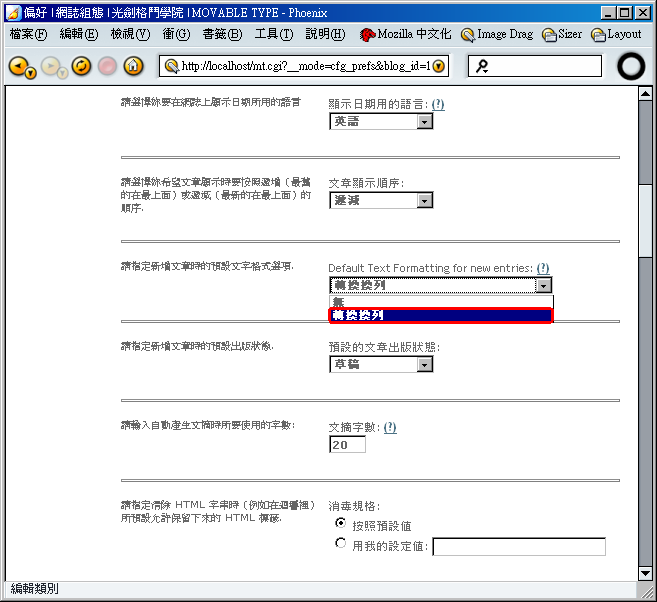 偏好 | 網誌組態 | 光劍格鬥學院 | MOVABLE TYPE - Phoenix
檔案(F) 編輯(E) 檢視(V) 衝(G) 書籤(B) 工具(T) 說明(H) Mozilla 中文化 Image Drag Sizer Layout
http://localhost/mt.cgi?__mode=cfg_prefs&blog_id=1
請選擇妳要在網誌上顯示日期所用的語言
顯示日期用的語言: (?)
英語
請選擇妳希望文章顯示時要按照遞增（最舊
的在最上面）或遞減（最新的在最上面）的
順序.
文章顯示順序:
遞減
請指定新增文章時的預設文字格式選項.
Default Text Formatting for new entries: (?)
轉換換列
無
轉換換列
請指定新增文章時的預設出版狀態.
預設的文章出版狀態:
草稿
請輸入自動產生文摘時所要使用的字數:
文摘字數: (?)
20
請指定清除 HTML 字串時（例如在迴響裡）
所預設允許保留下來的 HTML 標籤.
消毒規格:
按照預設值
用我的設定值:
編輯類別